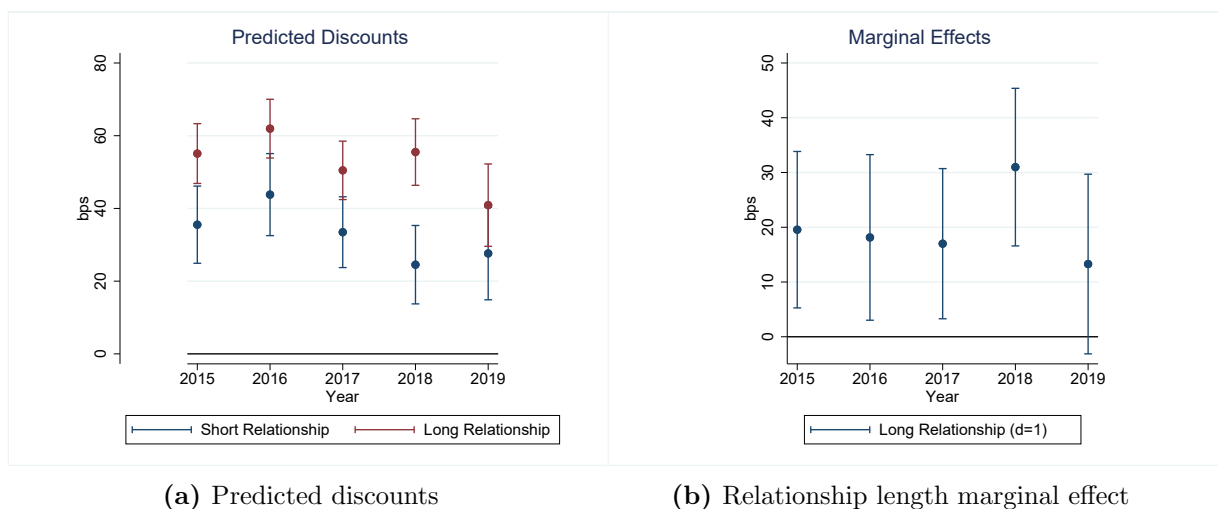 Predicted Discounts
80
60
40
20
0
bps
2015 2016 2017 2018 2019
Year
Short Relationship Long Relationship
Marginal Effects
50
40
30
20
10
0
bps
2015 2016 2017 2018 2019
Year
Long Relationship (d=1)
(a) Predicted discounts
(b) Relationship length marginal effect